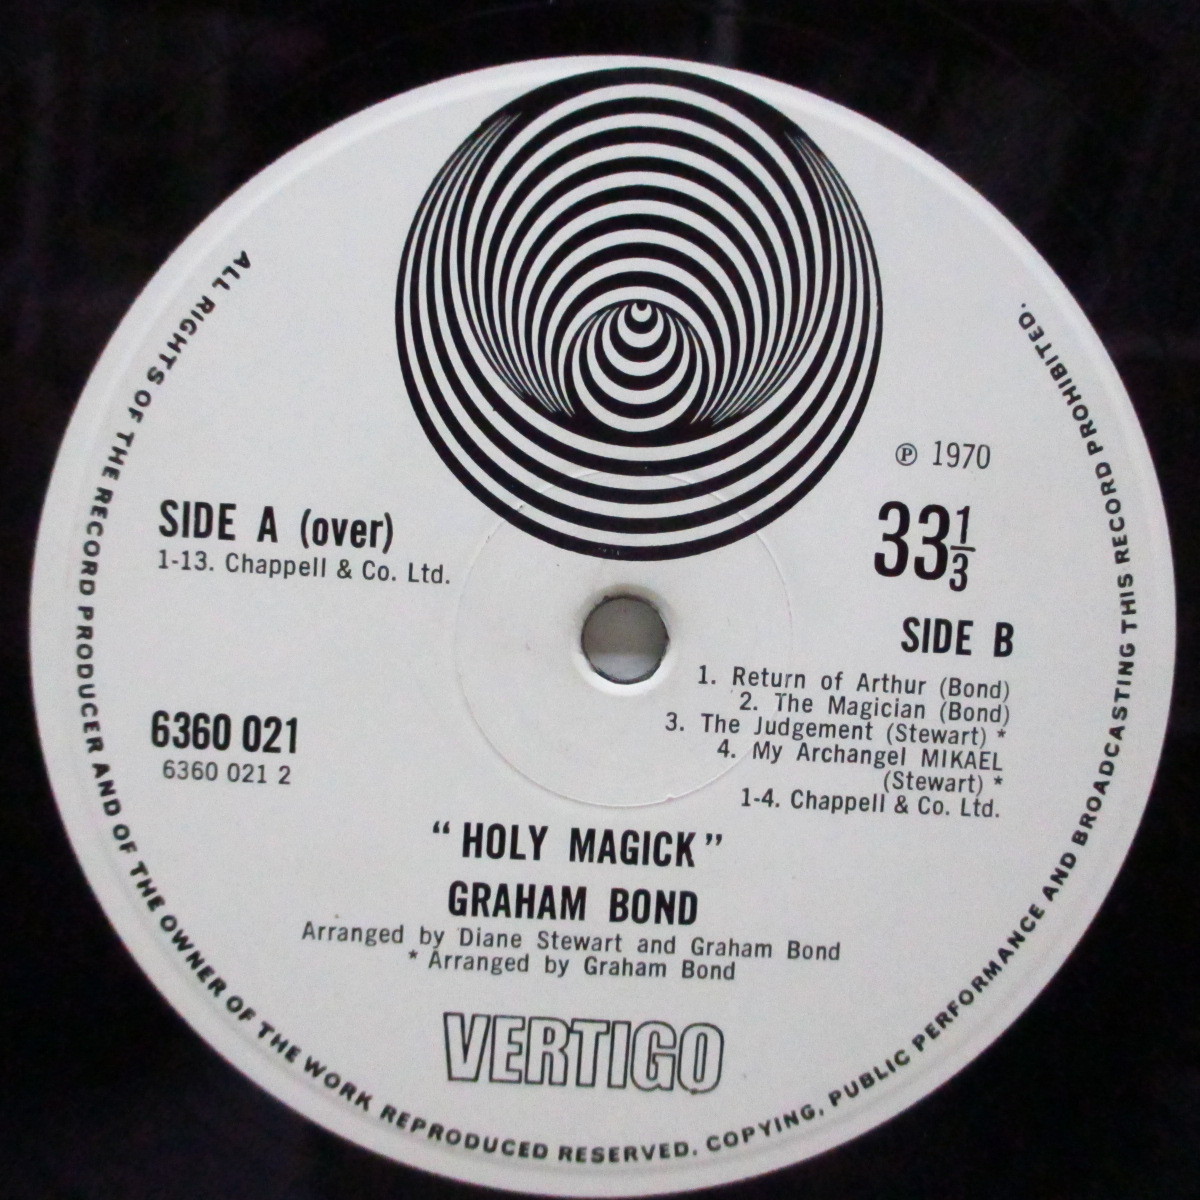 ALL RIGHTS OF THE RECORD PRODUCER AND OF THE OWNER OF THE WORK REPRODUCED RESERVED. COPYING, PUBLIC PERFORMANCE AND BROADCASTING THIS RECORD PROHIBITED.
℗ 1970
SIDE A (over)
1-13. Chappell & Co. Ltd.
33 1/3
SIDE B
1. Return of Arthur (Bond)
2. The Magician (Bond)
3. The Judgement (Stewart) *
4. My Archangel MIKAEL
(Stewart) *
1-4. Chappell & Co. Ltd.
6360 021
6360 021 2
"HOLY MAGICK"
GRAHAM BOND
Arranged by Diane Stewart and Graham Bond
* Arranged by Graham Bond
VERTIGO